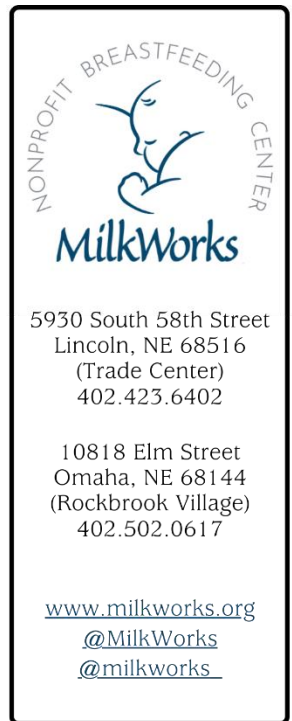 NONPROFIT BREASTFEEDING CENTER
MilkWorks
5930 South 58th Street
Lincoln, NE 68516
(Trade Center)
402.423.6402
10818 Elm Street
Omaha, NE 68144
(Rockbrook Village)
402.502.0617
www.milkworks.org
@MilkWorks
@milkworks_